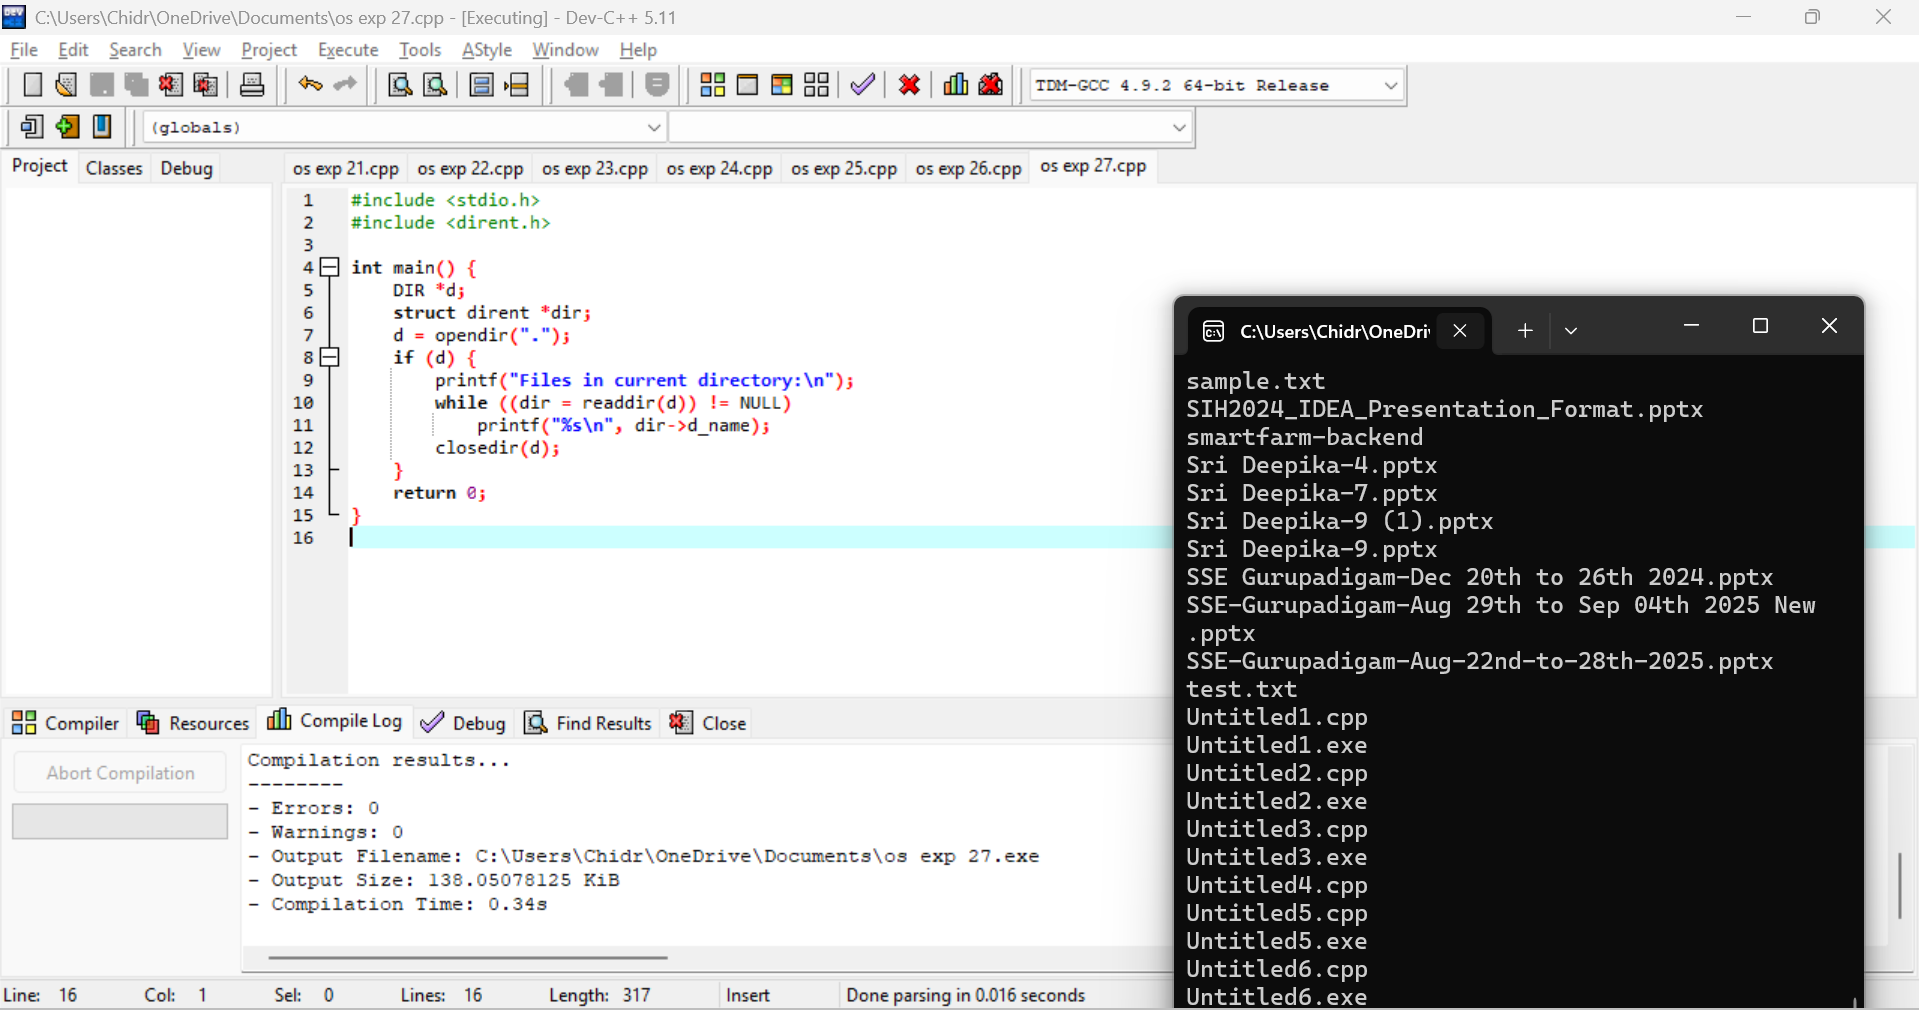 C:\Users\Chidr\OneDrive\Documents\os exp 27.cpp - [Executing] - Dev-C++ 5.11
File Edit Search View Project Execute Tools AStyle Window Help
TDM-GCC 4.9.2 64-bit Release
(globals)
Project Classes Debug
os exp 21.cpp os exp 22.cpp os exp 23.cpp os exp 24.cpp os exp 25.cpp os exp 26.cpp os exp 27.cpp
1 #include <stdio.h>
2 #include <dirent.h>
3
4 int main() {
5 DIR *d;
6 struct dirent *dir;
7 d = opendir(".");
8 if (d) {
9 printf("Files in current directory:\n");
10 while ((dir = readdir(d)) != NULL)
11 printf("%s\n", dir->d_name);
12 closedir(d);
13 }
14 return 0;
15 }
16
C:\Users\Chidr\OneDri
sample.txt
SIH2024_IDEA_Presentation_Format.pptx
smartfarm-backend
Sri Deepika-4.pptx
Sri Deepika-7.pptx
Sri Deepika-9 (1).pptx
Sri Deepika-9.pptx
SSE Gurupadigam-Dec 20th to 26th 2024.pptx
SSE-Gurupadigam-Aug 29th to Sep 04th 2025 New
.pptx
SSE-Gurupadigam-Aug-22nd-to-28th-2025.pptx
test.txt
Untitled1.cpp
Untitled1.exe
Untitled2.cpp
Untitled2.exe
Untitled3.cpp
Untitled3.exe
Untitled4.cpp
Untitled5.cpp
Untitled5.exe
Untitled6.cpp
Untitled6.exe
Compiler Resources Compile Log Debug Find Results Close
Abort Compilation
Compilation results...
--------
- Errors: 0
- Warnings: 0
- Output Filename: C:\Users\Chidr\OneDrive\Documents\os exp 27.exe
- Output Size: 138.05078125 KiB
- Compilation Time: 0.34s
Line: 16 Col: 1 Sel: 0 Lines: 16 Length: 317 Insert Done parsing in 0.016 seconds